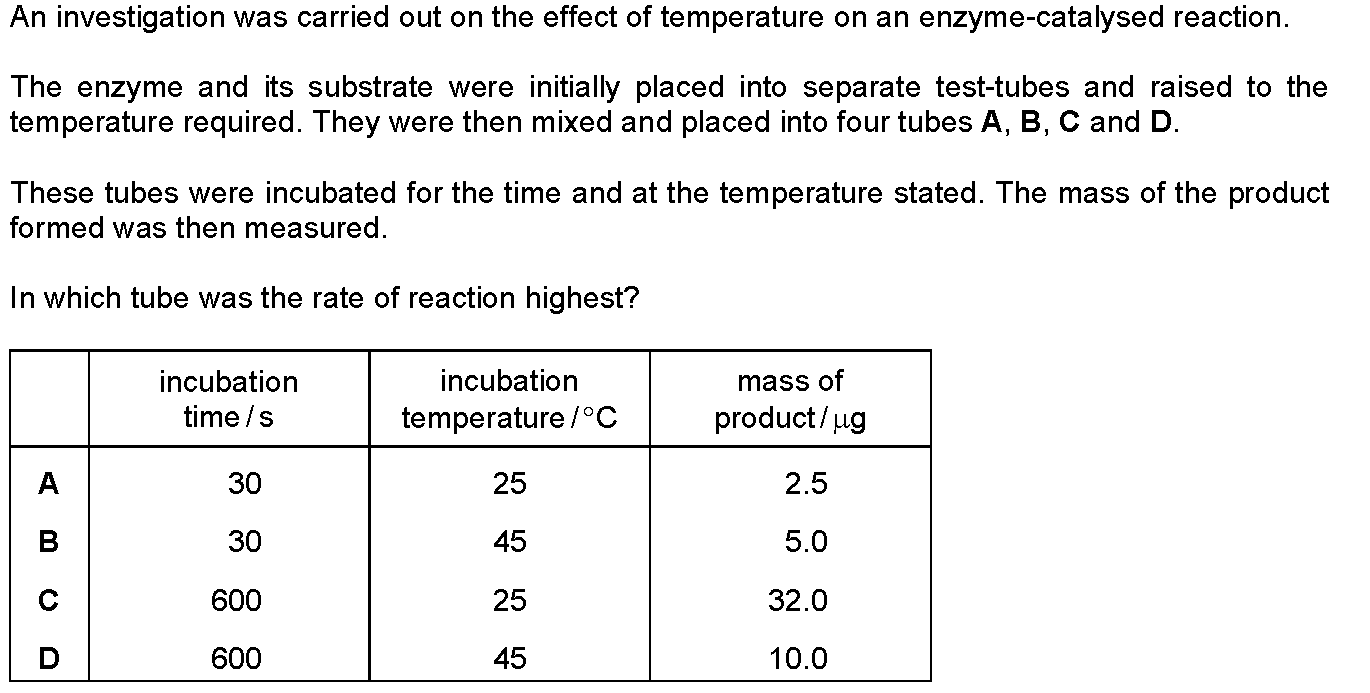 An investigation was carried out on the effect of temperature on an enzyme-catalysed reaction.
The enzyme and its substrate were initially placed into separate test-tubes and raised to the
temperature required. They were then mixed and placed into four tubes A, B, C and D.
These tubes were incubated for the time and at the temperature stated. The mass of the product
formed was then measured.
In which tube was the rate of reaction highest?
incubation time / s incubation temperature / °C mass of product / μg
A 30 25 2.5
B 30 45 5.0
C 600 25 32.0
D 600 45 10.0